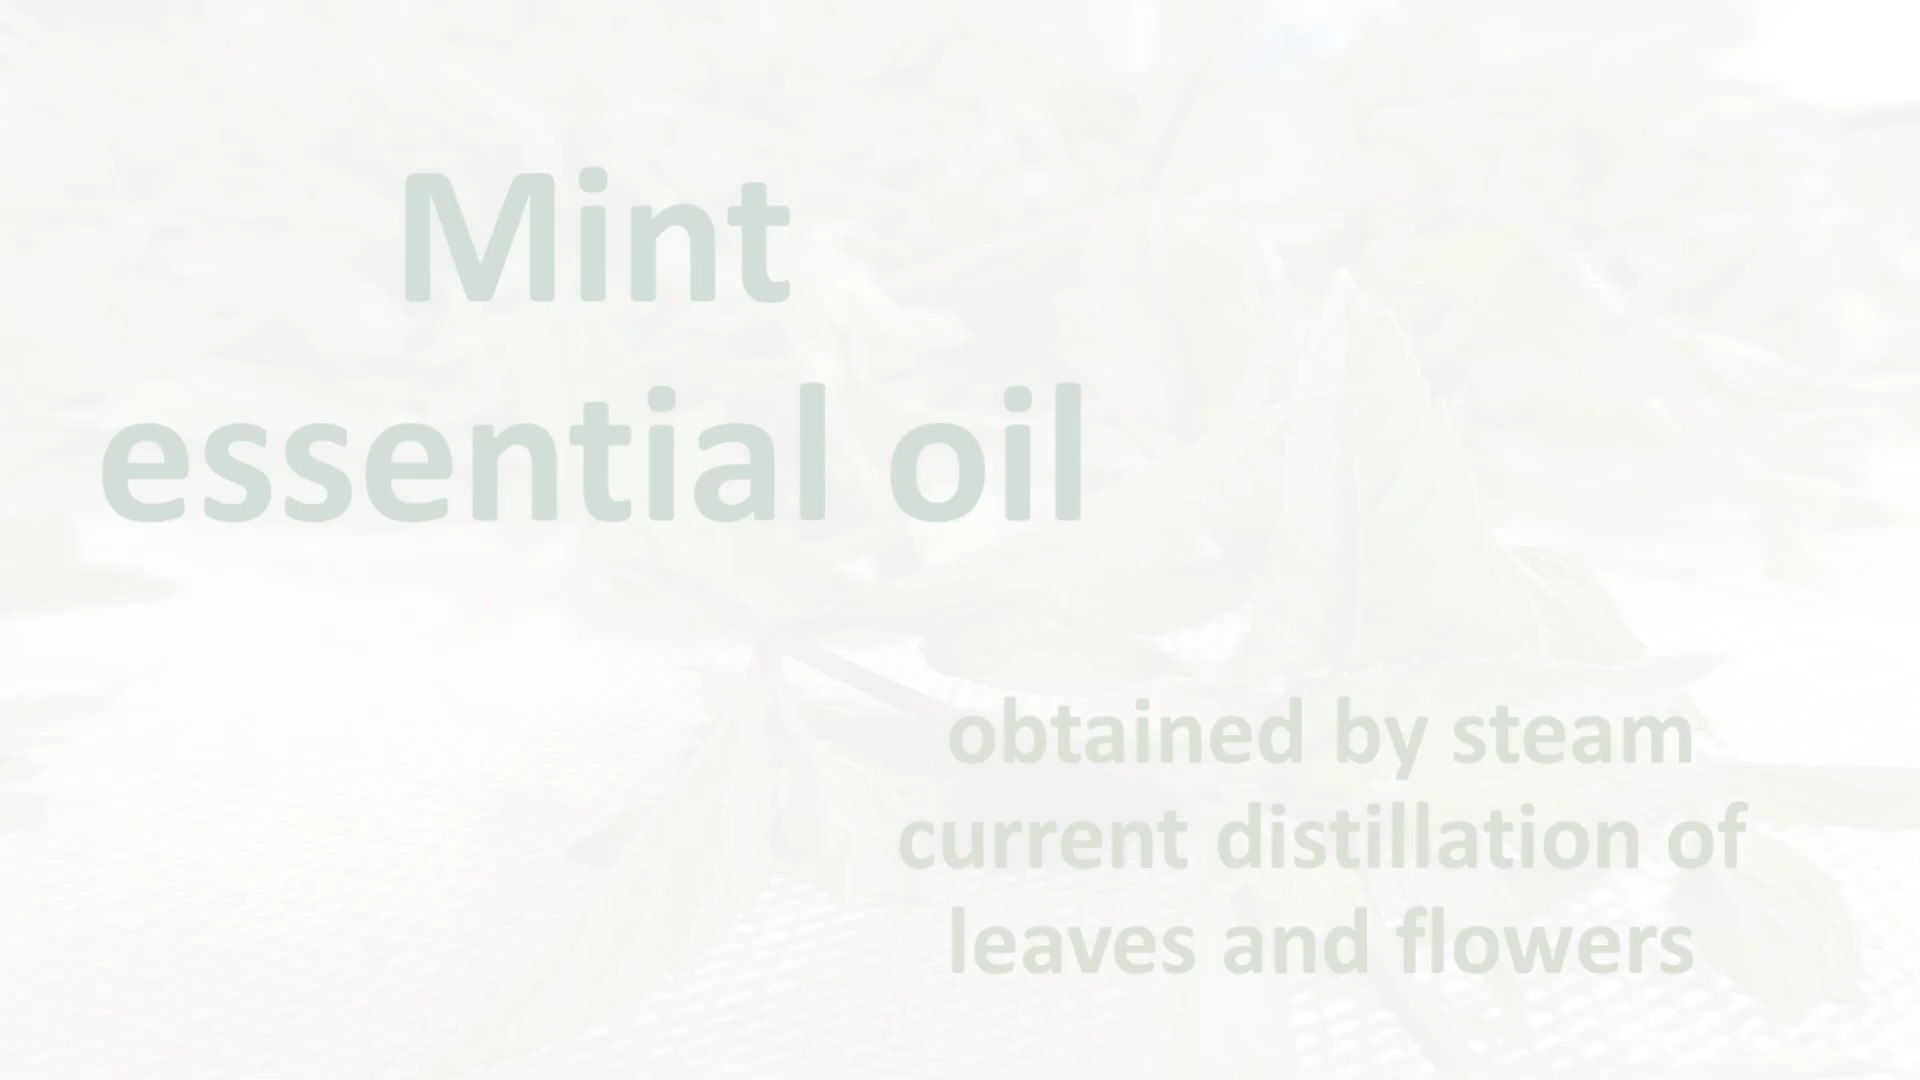 Mint
essential oil
obtained by steam
current distillation of
leaves and flowers